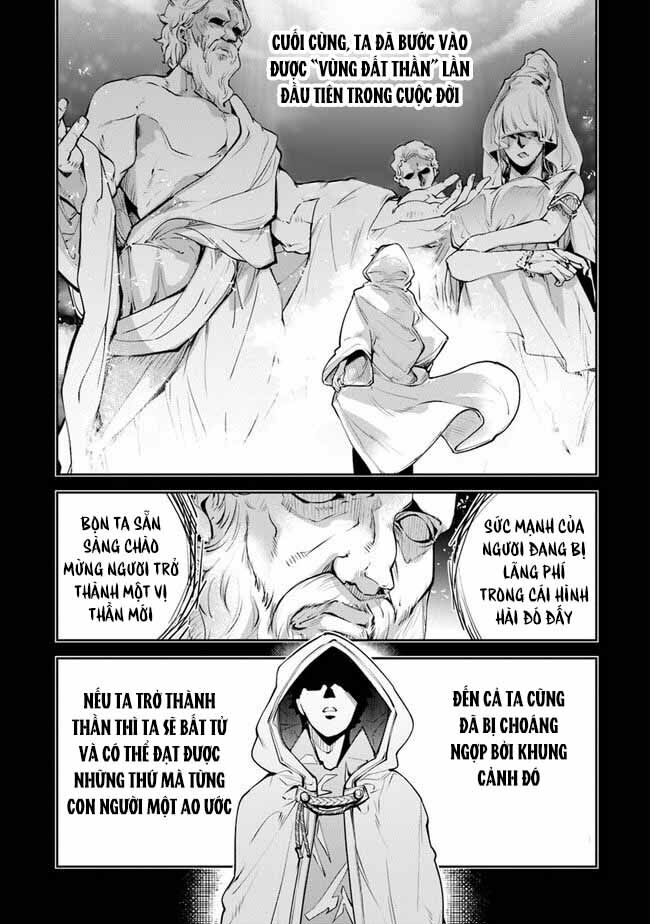 CUỐI CÙNG, TA ĐÃ BƯỚC VÀO
ĐƯỢC "VÙNG ĐẤT THẦN" LẦN
ĐẦU TIÊN TRONG CUỘC ĐỜI
SỨC MẠNH CỦA
NGƯỜI ĐANG BỊ
LÃNG PHÍ
TRONG CÁI HÌNH
HÀI ĐÓ ĐẤY
BỌN TA SẴN
SÀNG CHÀO
MỪNG NGƯỜI TRỞ
THÀNH MỘT VỊ
THẦN MỚI
ĐẾN CẢ TA CŨNG
ĐÃ BỊ CHOÁNG
NGỢP BỞI KHUNG
CẢNH ĐÓ
NẾU TA TRỞ THÀNH
THẦN THÌ TA SẼ BẤT TỬ
VÀ CÓ THỂ ĐẠT ĐƯỢC
NHỮNG THỨ MÀ TỪNG
CON NGƯỜI MỘT AO ƯỚC